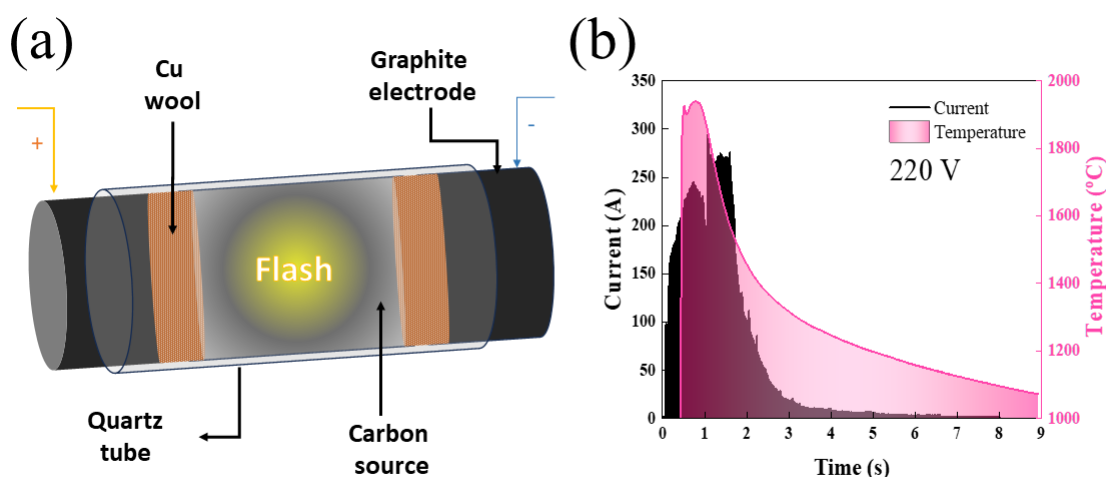 (a)
Cu
wool
Graphite
electrode
+
-
Flash
Quartz
tube
Carbon
source
(b)
Current (A)
350
300
250
200
150
100
50
0
0 1 2 3 4 5 6 7 8 9
Time (s)
Current
Temperature
220 V
2000
1800
1600
1400
1200
1000
Temperature (°C)